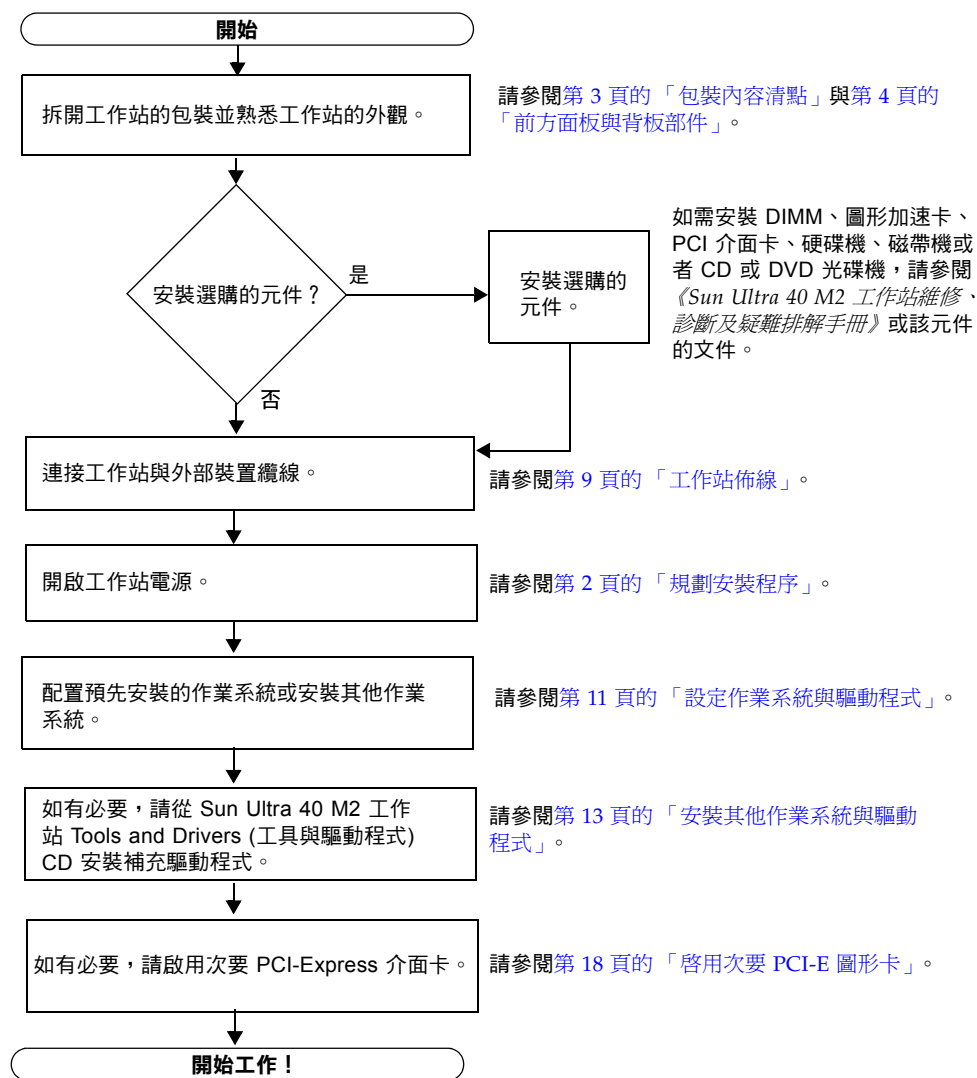 開始
拆開工作站的包裝並熟悉工作站的外觀。
請參閱第 3 頁的 「包裝內容清點」與第 4 頁的
「前方面板與背板部件」。
安裝選購的元件？
是
安裝選購的
元件。
如需安裝 DIMM、圖形加速卡、
PCI 介面卡、硬碟機、磁帶機或
者 CD 或 DVD 光碟機，請參閱
《Sun Ultra 40 M2 工作站維修、
診斷及疑難排解手冊》或該元件
的文件。
否
連接工作站與外部裝置纜線。
請參閱第 9 頁的 「工作站佈線」。
開啟工作站電源。
請參閱第 2 頁的 「規劃安裝程序」。
配置預先安裝的作業系統或安裝其他作業
系統。
請參閱第 11 頁的 「設定作業系統與驅動程式」。
如有必要，請從 Sun Ultra 40 M2 工作
站 Tools and Drivers (工具與驅動程式)
CD 安裝補充驅動程式。
請參閱第 13 頁的 「安裝其他作業系統與驅動
程式」。
如有必要，請啟用次要 PCI-Express 介面卡。
請參閱第 18 頁的 「啓用次要 PCI-E 圖形卡」。
開始工作！